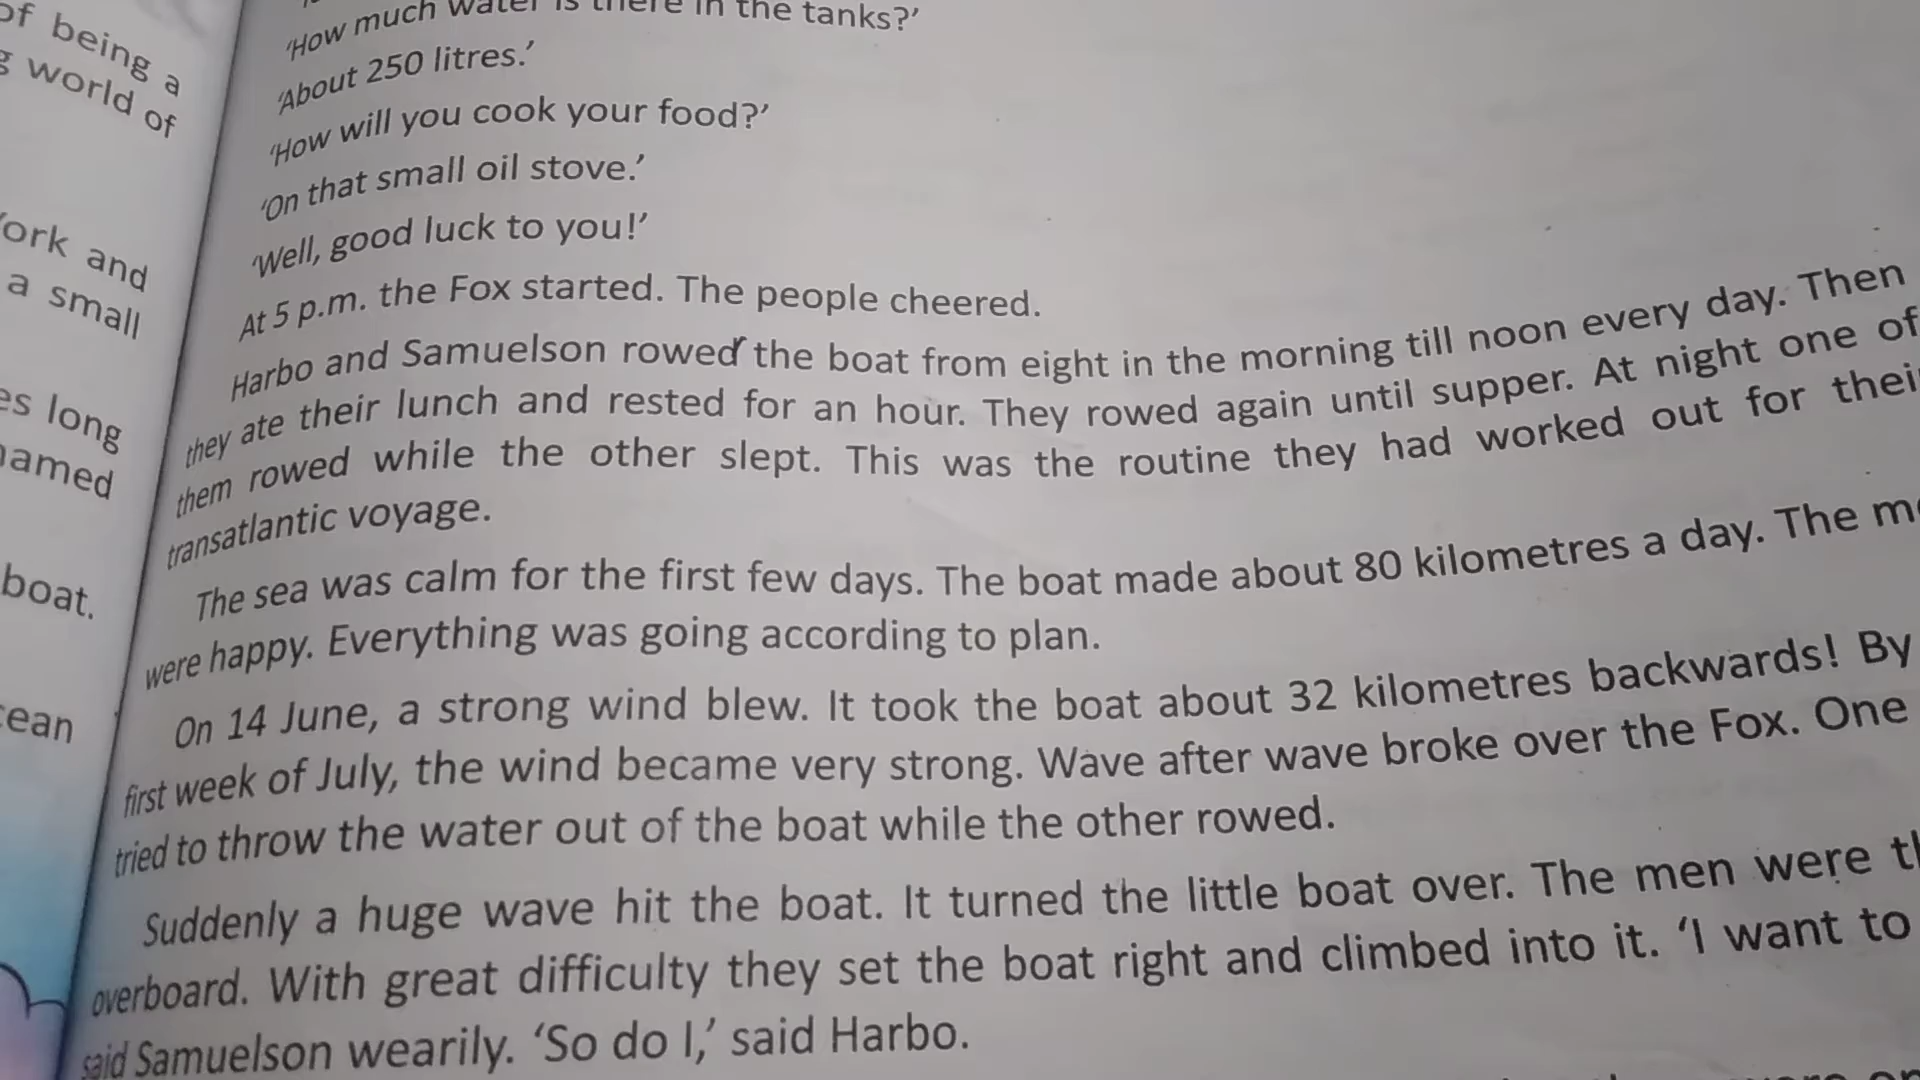 of being a
world of
ork and
a small
es long
named
boat.
ean
'How much water is there in the tanks?'
'About 250 litres.'
'How will you cook your food?'
'On that small oil stove.'
'Well, good luck to you!'
At 5 p.m. the Fox started. The people cheered.
Harbo and Samuelson rowed the boat from eight in the morning till noon every day. Then
they ate their lunch and rested for an hour. They rowed again until supper. At night one of
them rowed while the other slept. This was the routine they had worked out for their
transatlantic voyage.
The sea was calm for the first few days. The boat made about 80 kilometres a day. The
were happy. Everything was going according to plan.
On 14 June, a strong wind blew. It took the boat about 32 kilometres backwards! By
first week of July, the wind became very strong. Wave after wave broke over the Fox. One
tried to throw the water out of the boat while the other rowed.
Suddenly a huge wave hit the boat. It turned the little boat over. The men were
overboard. With great difficulty they set the boat right and climbed into it. 'I want to
said Samuelson wearily. 'So do I,' said Harbo.